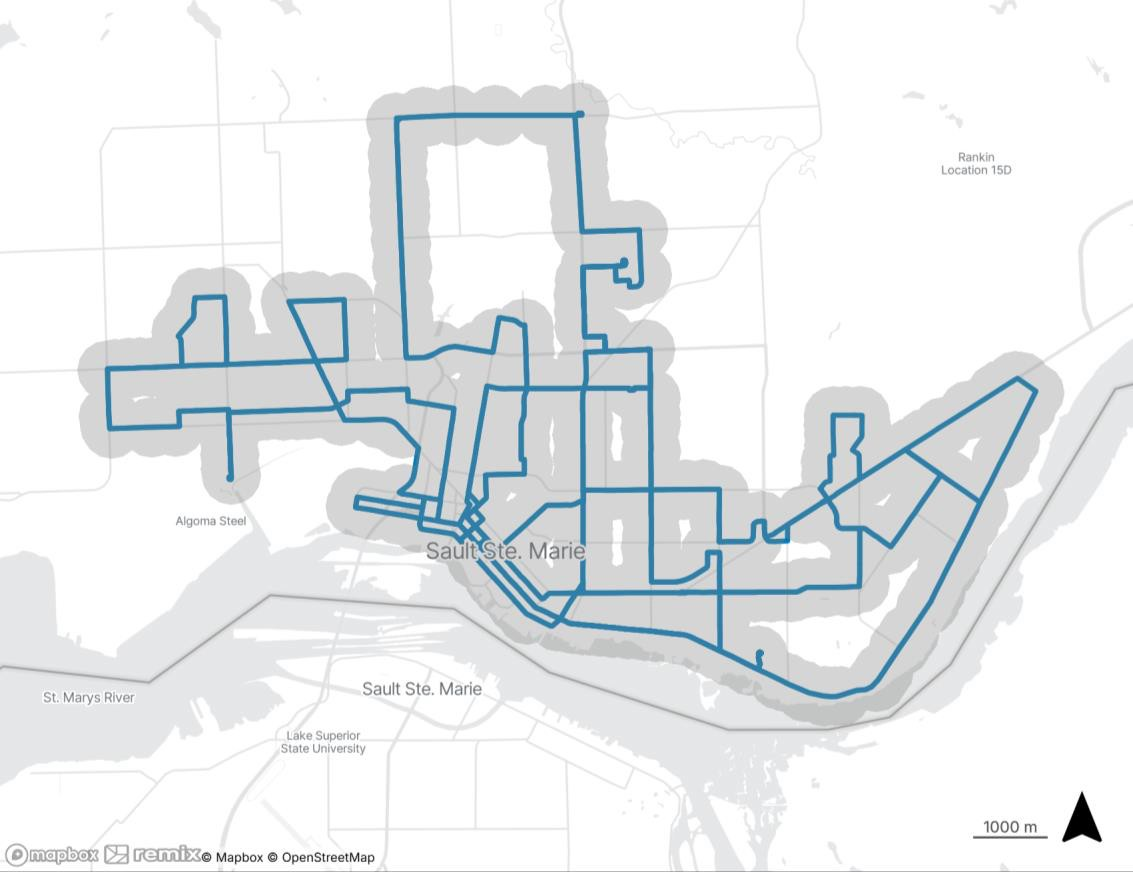 Rankin
Location 15D
Algoma Steel
Sault Ste. Marie
Sault Ste. Marie
St. Marys River
Lake Superior
State University
1000 m
mapbox remix © Mapbox © OpenStreetMap